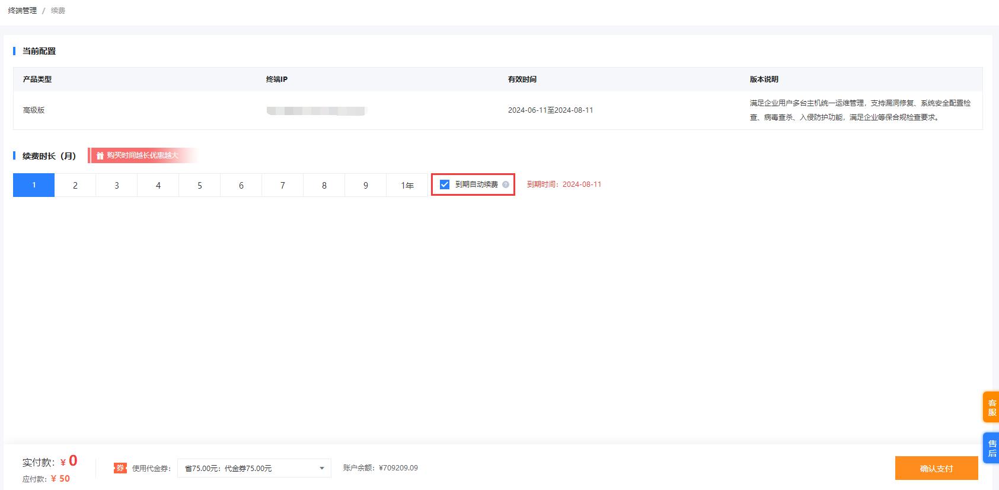 终端管理 / 续费
当前配置
产品类型 终端IP 有效时间 版本说明
高级版 2024-06-11至2024-08-11 满足企业用户多台主机统一运维管理，支持漏洞修复、系统安全配置检
查、病毒查杀、入侵防护功能，满足企业等保合规检查要求。
续费时长（月） 购买时间越长优惠越大
1 2 3 4 5 6 7 8 9 1年 到期自动续费 ? 到期时间：2024-08-11
客服
售后
实付款：¥ 0
应付款：¥ 50
券 使用代金券： 省75.00元：代金券75.00元 账户余额：¥709209.09
确认支付